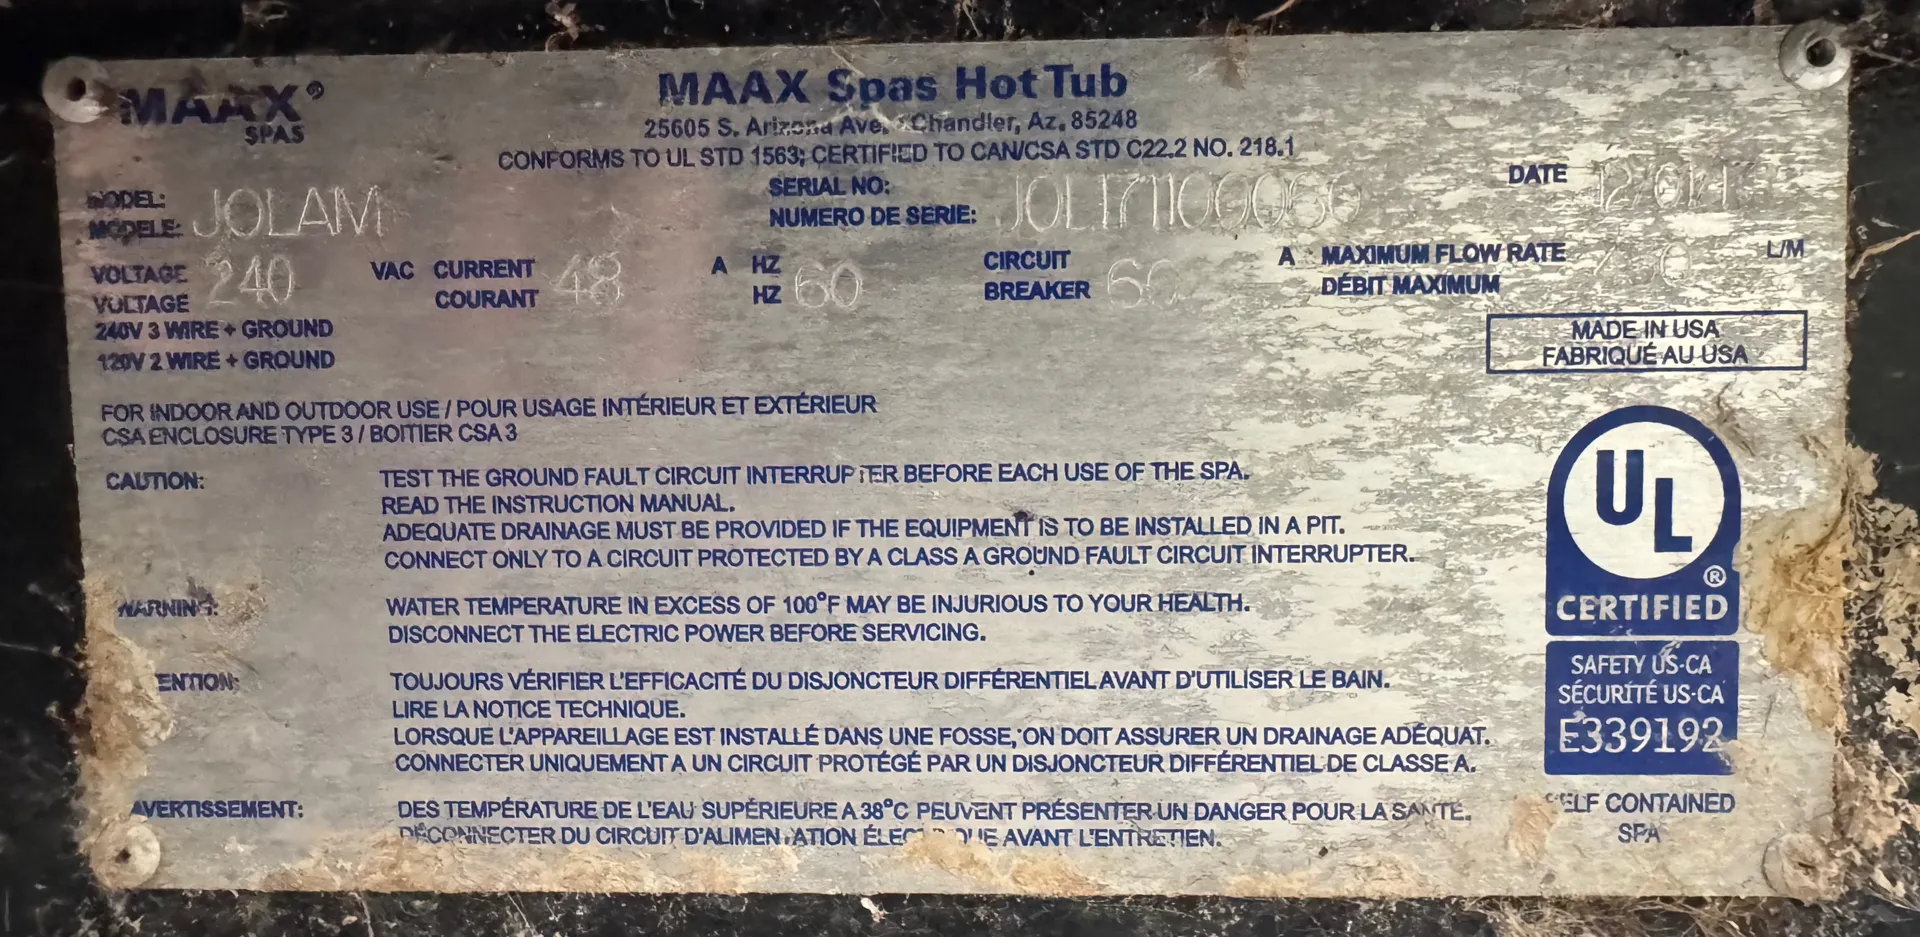 MAAX®
SPAS
MAAX Spas Hot Tub
25605 S. Arizona Ave. Chandler, Az. 85248
CONFORMS TO UL STD 1563; CERTIFIED TO CAN/CSA STD C22.2 NO. 218.1
MODEL: MODELE: JOLAM
SERIAL NO: NUMERO DE SERIE:
DATE
VOLTAGE VOLTAGE 240 VAC
CURRENT COURANT 48 A
HZ HZ 60
CIRCUIT BREAKER 60 A
MAXIMUM FLOW RATE DÉBIT MAXIMUM L/M
240V 3 WIRE + GROUND
120V 2 WIRE + GROUND
MADE IN USA
FABRIQUÉ AU USA
FOR INDOOR AND OUTDOOR USE / POUR USAGE INTÉRIEUR ET EXTÉRIEUR
CSA ENCLOSURE TYPE 3 / BOITIER CSA 3
CAUTION: TEST THE GROUND FAULT CIRCUIT INTERRUPTER BEFORE EACH USE OF THE SPA.
READ THE INSTRUCTION MANUAL.
ADEQUATE DRAINAGE MUST BE PROVIDED IF THE EQUIPMENT IS TO BE INSTALLED IN A PIT.
CONNECT ONLY TO A CIRCUIT PROTECTED BY A CLASS A GROUND FAULT CIRCUIT INTERRUPTER.
WARNING: WATER TEMPERATURE IN EXCESS OF 100°F MAY BE INJURIOUS TO YOUR HEALTH.
DISCONNECT THE ELECTRIC POWER BEFORE SERVICING.
ENTION: TOUJOURS VÉRIFIER L'EFFICACITÉ DU DISJONCTEUR DIFFÉRENTIEL AVANT D'UTILISER LE BAIN.
LIRE LA NOTICE TECHNIQUE.
LORSQUE L'APPAREILLAGE EST INSTALLÉ DANS UNE FOSSE, ON DOIT ASSURER UN DRAINAGE ADÉQUAT.
CONNECTER UNIQUEMENT A UN CIRCUIT PROTÉGÉ PAR UN DISJONCTEUR DIFFÉRENTIEL DE CLASSE A.
AVERTISSEMENT: DES TEMPÉRATURE DE L'EAU SUPÉRIEURE A 38°C PEUVENT PRÉSENTER UN DANGER POUR LA SANTÉ.
DÉCONNECTER DU CIRCUIT D'ALIMENTATION ÉLECTRIQUE AVANT L'ENTRETIEN.
UL
®
CERTIFIED
SAFETY US-CA
SÉCURITÉ US-CA
E339192
SELF CONTAINED
SPA